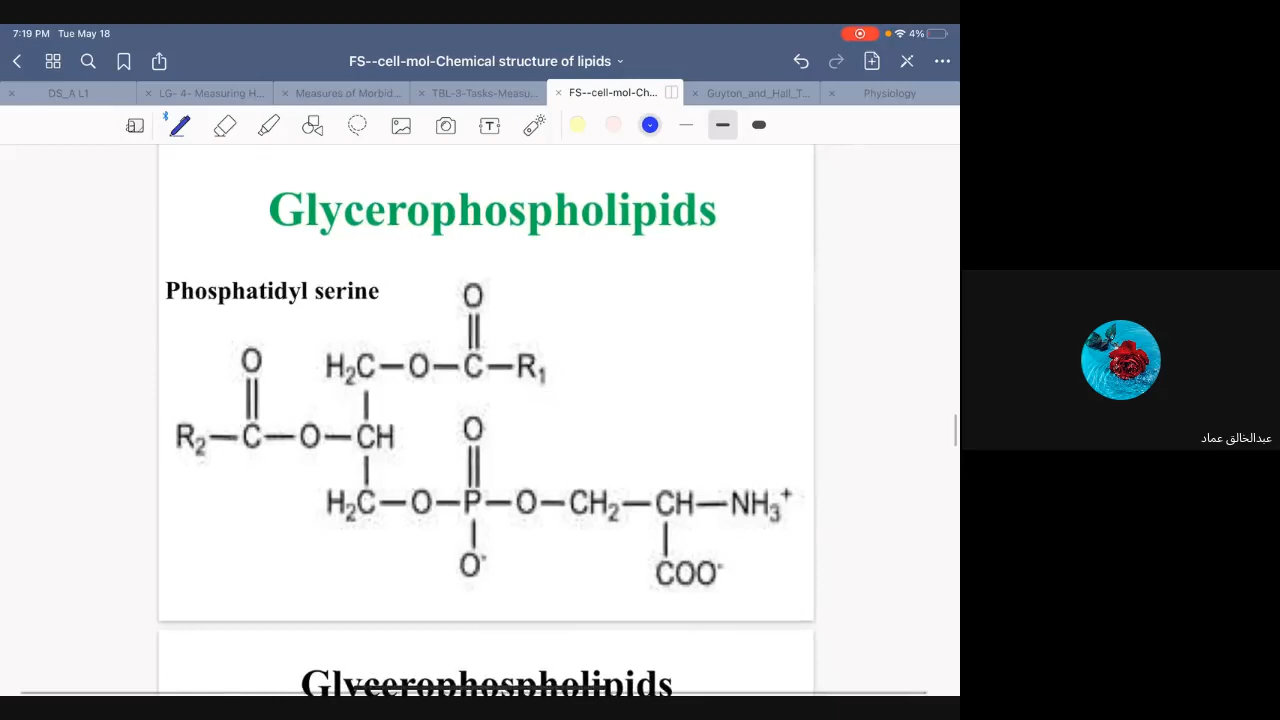 7:19 PM Tue May 18
4%
FS--cell-mol-Chemical structure of lipids
DS_A L1
LG- 4- Measuring H...
Measures of Morbid...
TBL-3-Tasks-Measu...
FS--cell-mol-Ch...
Guyton_and_Hall_T...
Physiology
Glycerophospholipids
Phosphatidyl serine
O
O
H₂C—O—C—R₁
R₂—C—O—CH
O
H₂C—O—P—O—CH₂—CH—NH₃⁺
O⁻
COO⁻
Glycerophospholipids
عبدالخالق عماد